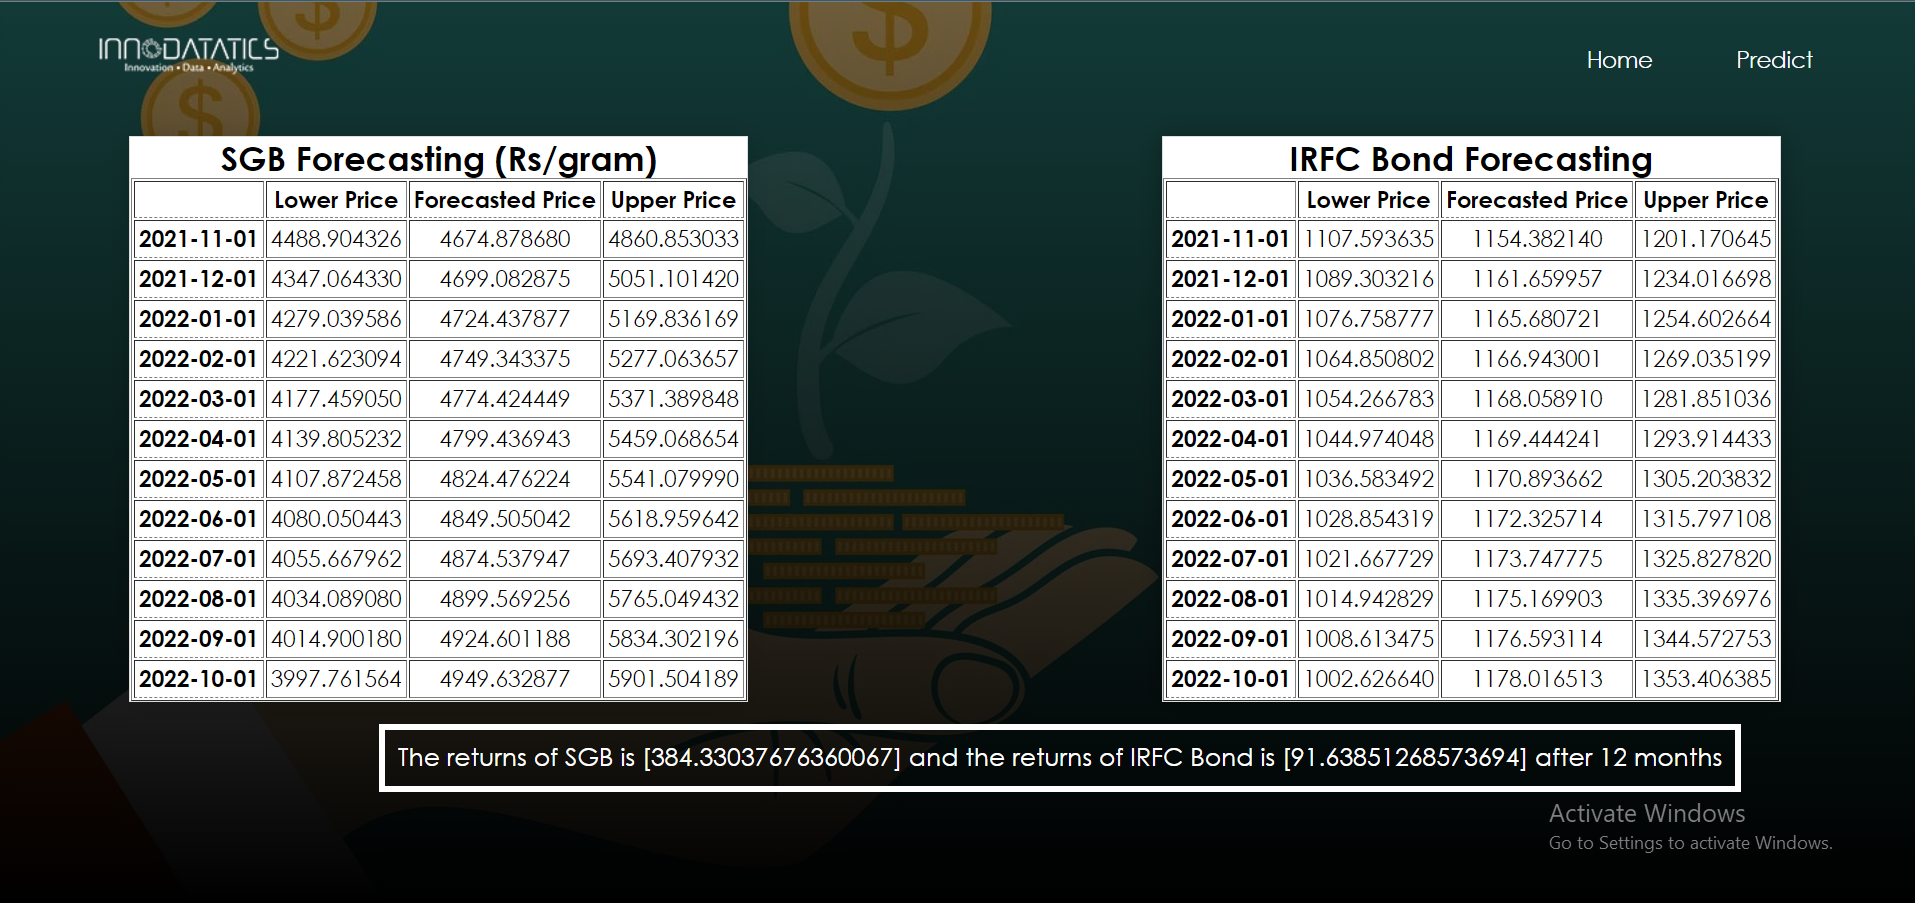 INNODATATICS
Innovation • Data • Analytics
Home Predict
SGB Forecasting (Rs/gram)
Lower Price Forecasted Price Upper Price
2021-11-01 4488.904326 4674.878680 4860.853033
2021-12-01 4347.064330 4699.082875 5051.101420
2022-01-01 4279.039586 4724.437877 5169.836169
2022-02-01 4221.623094 4749.343375 5277.063657
2022-03-01 4177.459050 4774.424449 5371.389848
2022-04-01 4139.805232 4799.436943 5459.068654
2022-05-01 4107.872458 4824.476224 5541.079990
2022-06-01 4080.050443 4849.505042 5618.959642
2022-07-01 4055.667962 4874.537947 5693.407932
2022-08-01 4034.089080 4899.569256 5765.049432
2022-09-01 4014.900180 4924.601188 5834.302196
2022-10-01 3997.761564 4949.632877 5901.504189
IRFC Bond Forecasting
Lower Price Forecasted Price Upper Price
2021-11-01 1107.593635 1154.382140 1201.170645
2021-12-01 1089.303216 1161.659957 1234.016698
2022-01-01 1076.758777 1165.680721 1254.602664
2022-02-01 1064.850802 1166.943001 1269.035199
2022-03-01 1054.266783 1168.058910 1281.851036
2022-04-01 1044.974048 1169.444241 1293.914433
2022-05-01 1036.583492 1170.893662 1305.203832
2022-06-01 1028.854319 1172.325714 1315.797108
2022-07-01 1021.667729 1173.747775 1325.827820
2022-08-01 1014.942829 1175.169903 1335.396976
2022-09-01 1008.613475 1176.593114 1344.572753
2022-10-01 1002.626640 1178.016513 1353.406385
The returns of SGB is [384.33037676360067] and the returns of IRFC Bond is [91.63851268573694] after 12 months
Activate Windows
Go to Settings to activate Windows.